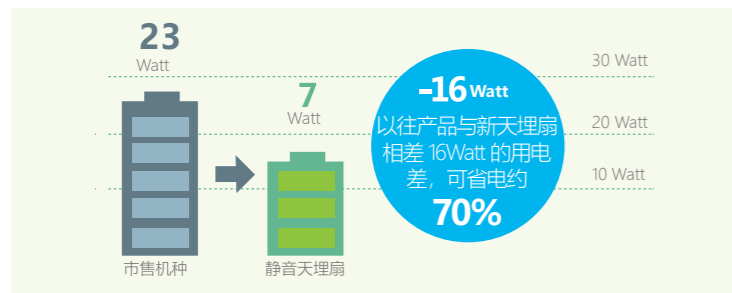 23
Watt
7
Watt
-16 Watt
以往产品与新天埋扇
相差 16Watt 的用电
差，可省电约
70%
30 Watt
20 Watt
10 Watt
市售机种
静音天埋扇